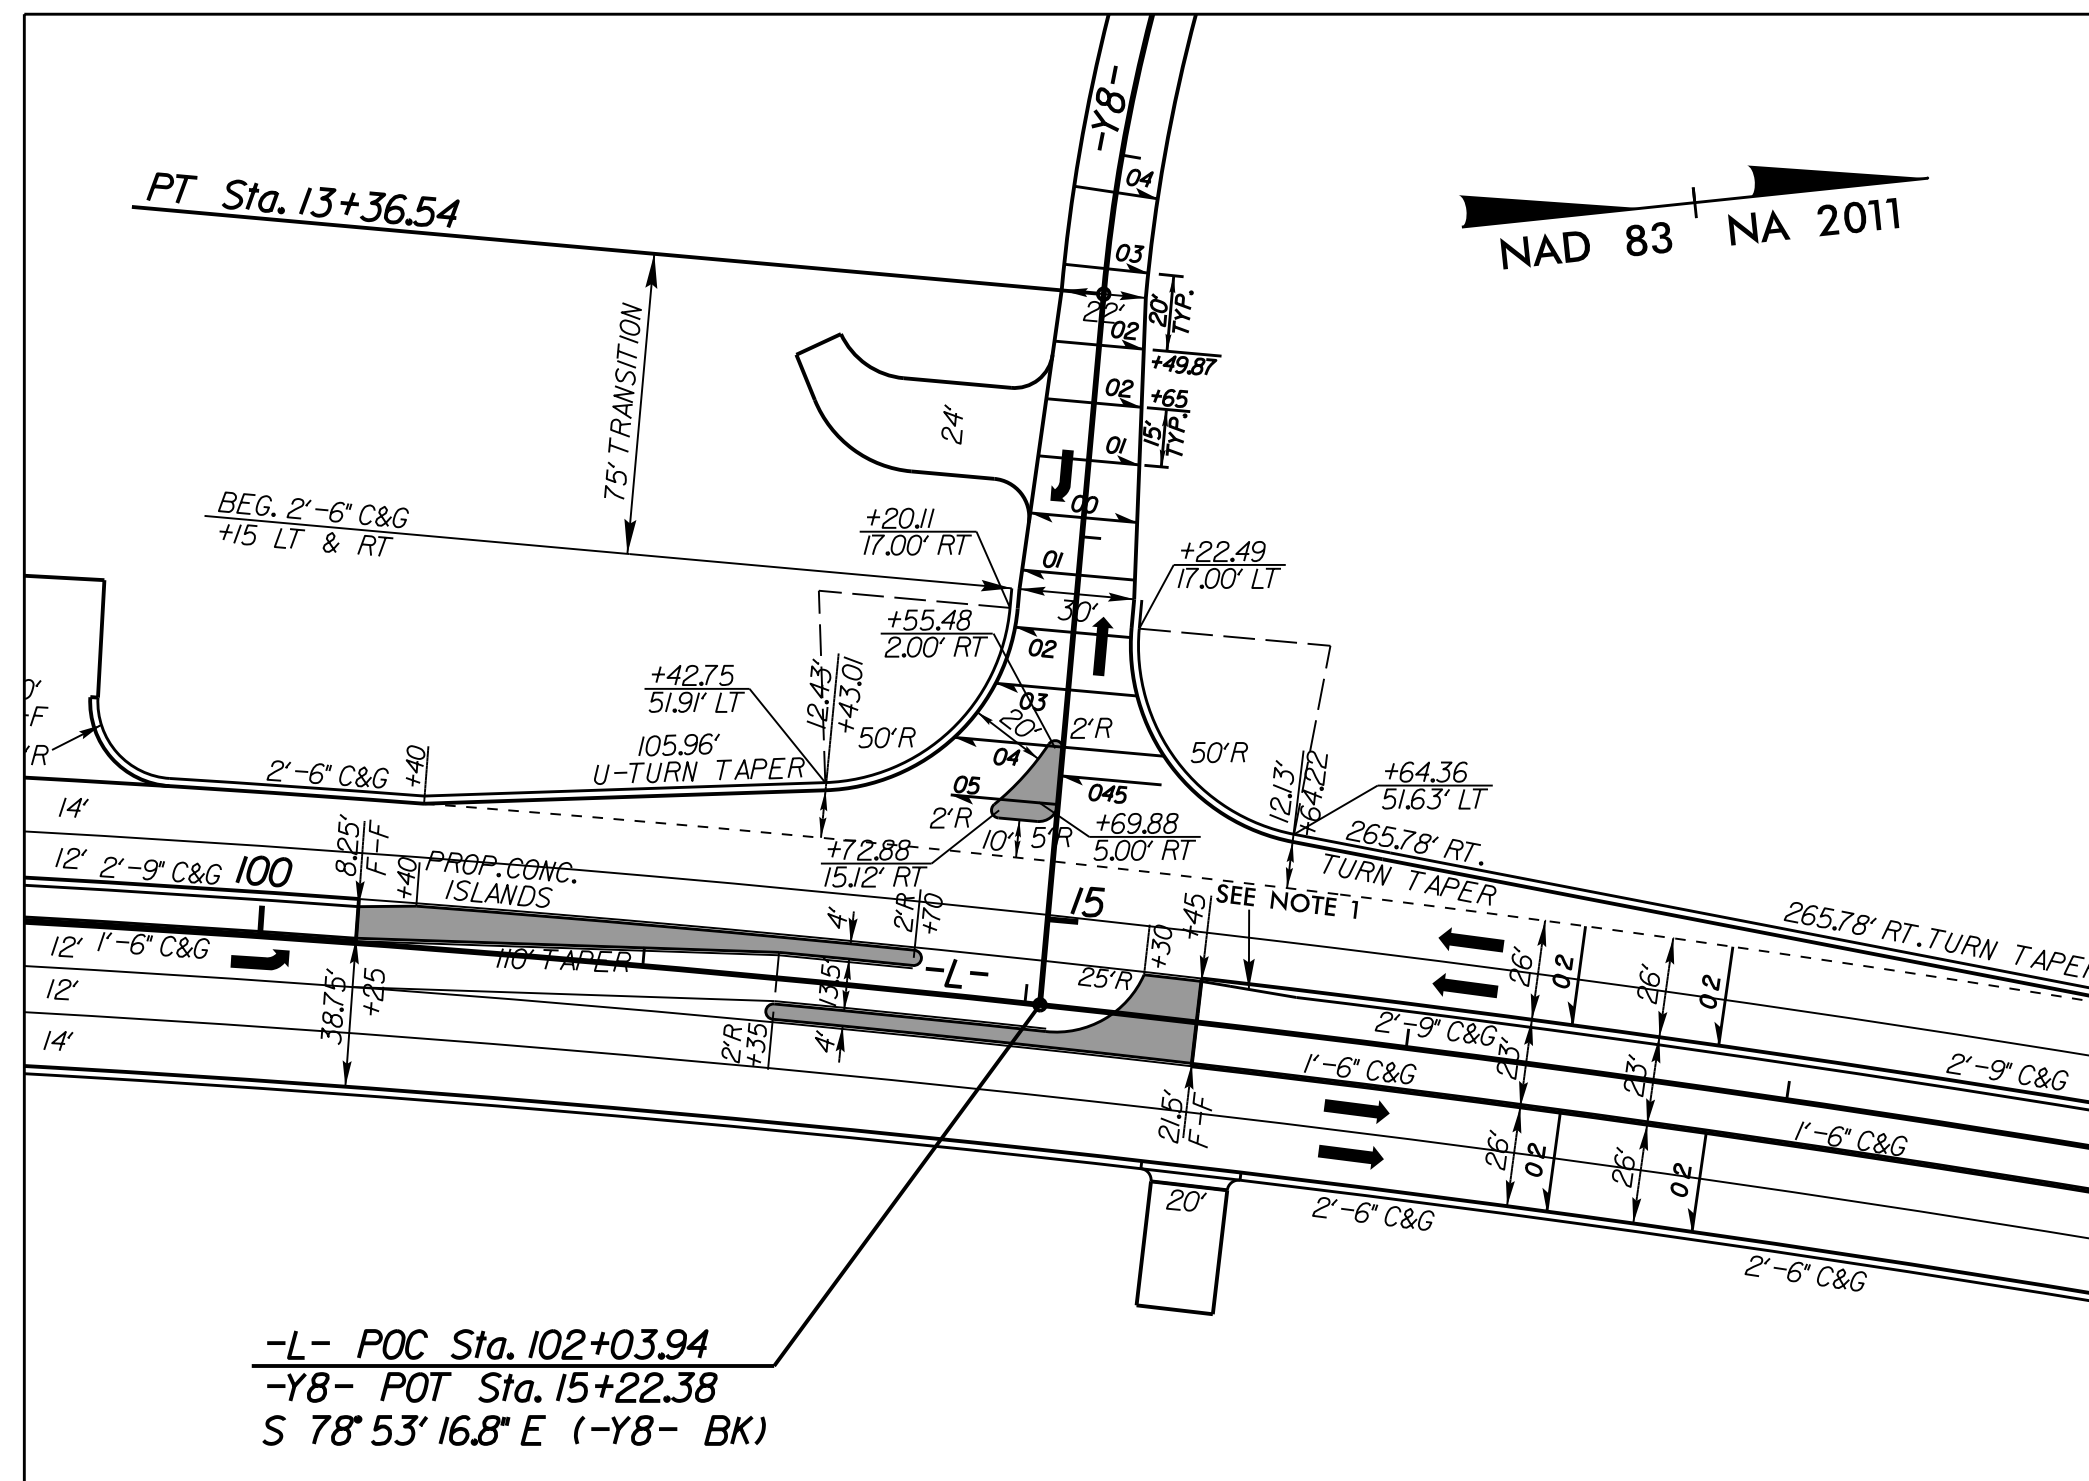 -Y8-
PT Sta. 13+36.54
NAD 83 NA 2011
04
03
22'
20'
TYP.
02
+49.87
02
+65
15'
TYP.
01
00
75' TRANSITION
24'
BEG. 2'-6" C&G
+15 LT & RT
+20.11
17.00' RT
+22.49
17.00' LT
01
30'
02
+55.48
2.00' RT
+42.75
51.91' LT
12.43'
+43.01
03
20'
04
05
045
2'R
50'R
50'R
105.96'
U-TURN TAPER
2'-6" C&G
+40
0'
-F
'R
12.13'
+64.22
+64.36
51.63' LT
265.78' RT.
TURN TAPER
265.78' RT. TURN TAPER
2'R
10'
5'R
+69.88
5.00' RT
+72.88
15.12' RT
14'
12'
2'-9" C&G
100
8.25'
F-F
+40
PROP. CONC.
ISLANDS
4'
2'R
+70
15
+45
SEE NOTE 1
+30
25'R
-L-
12'
1'-6" C&G
110' TAPER
13.5'
38.75'
+25
12'
14'
2'R
+35
4'
26'
02
26'
02
2'-9" C&G
23'
23'
2'-9" C&G
1'-6" C&G
1'-6" C&G
21.5'
F-F
26'
02
26'
02
20'
2'-6" C&G
2'-6" C&G
-L- POC Sta. 102+03.94
-Y8- POT Sta. 15+22.38
S 78° 53' 16.8" E (-Y8- BK)